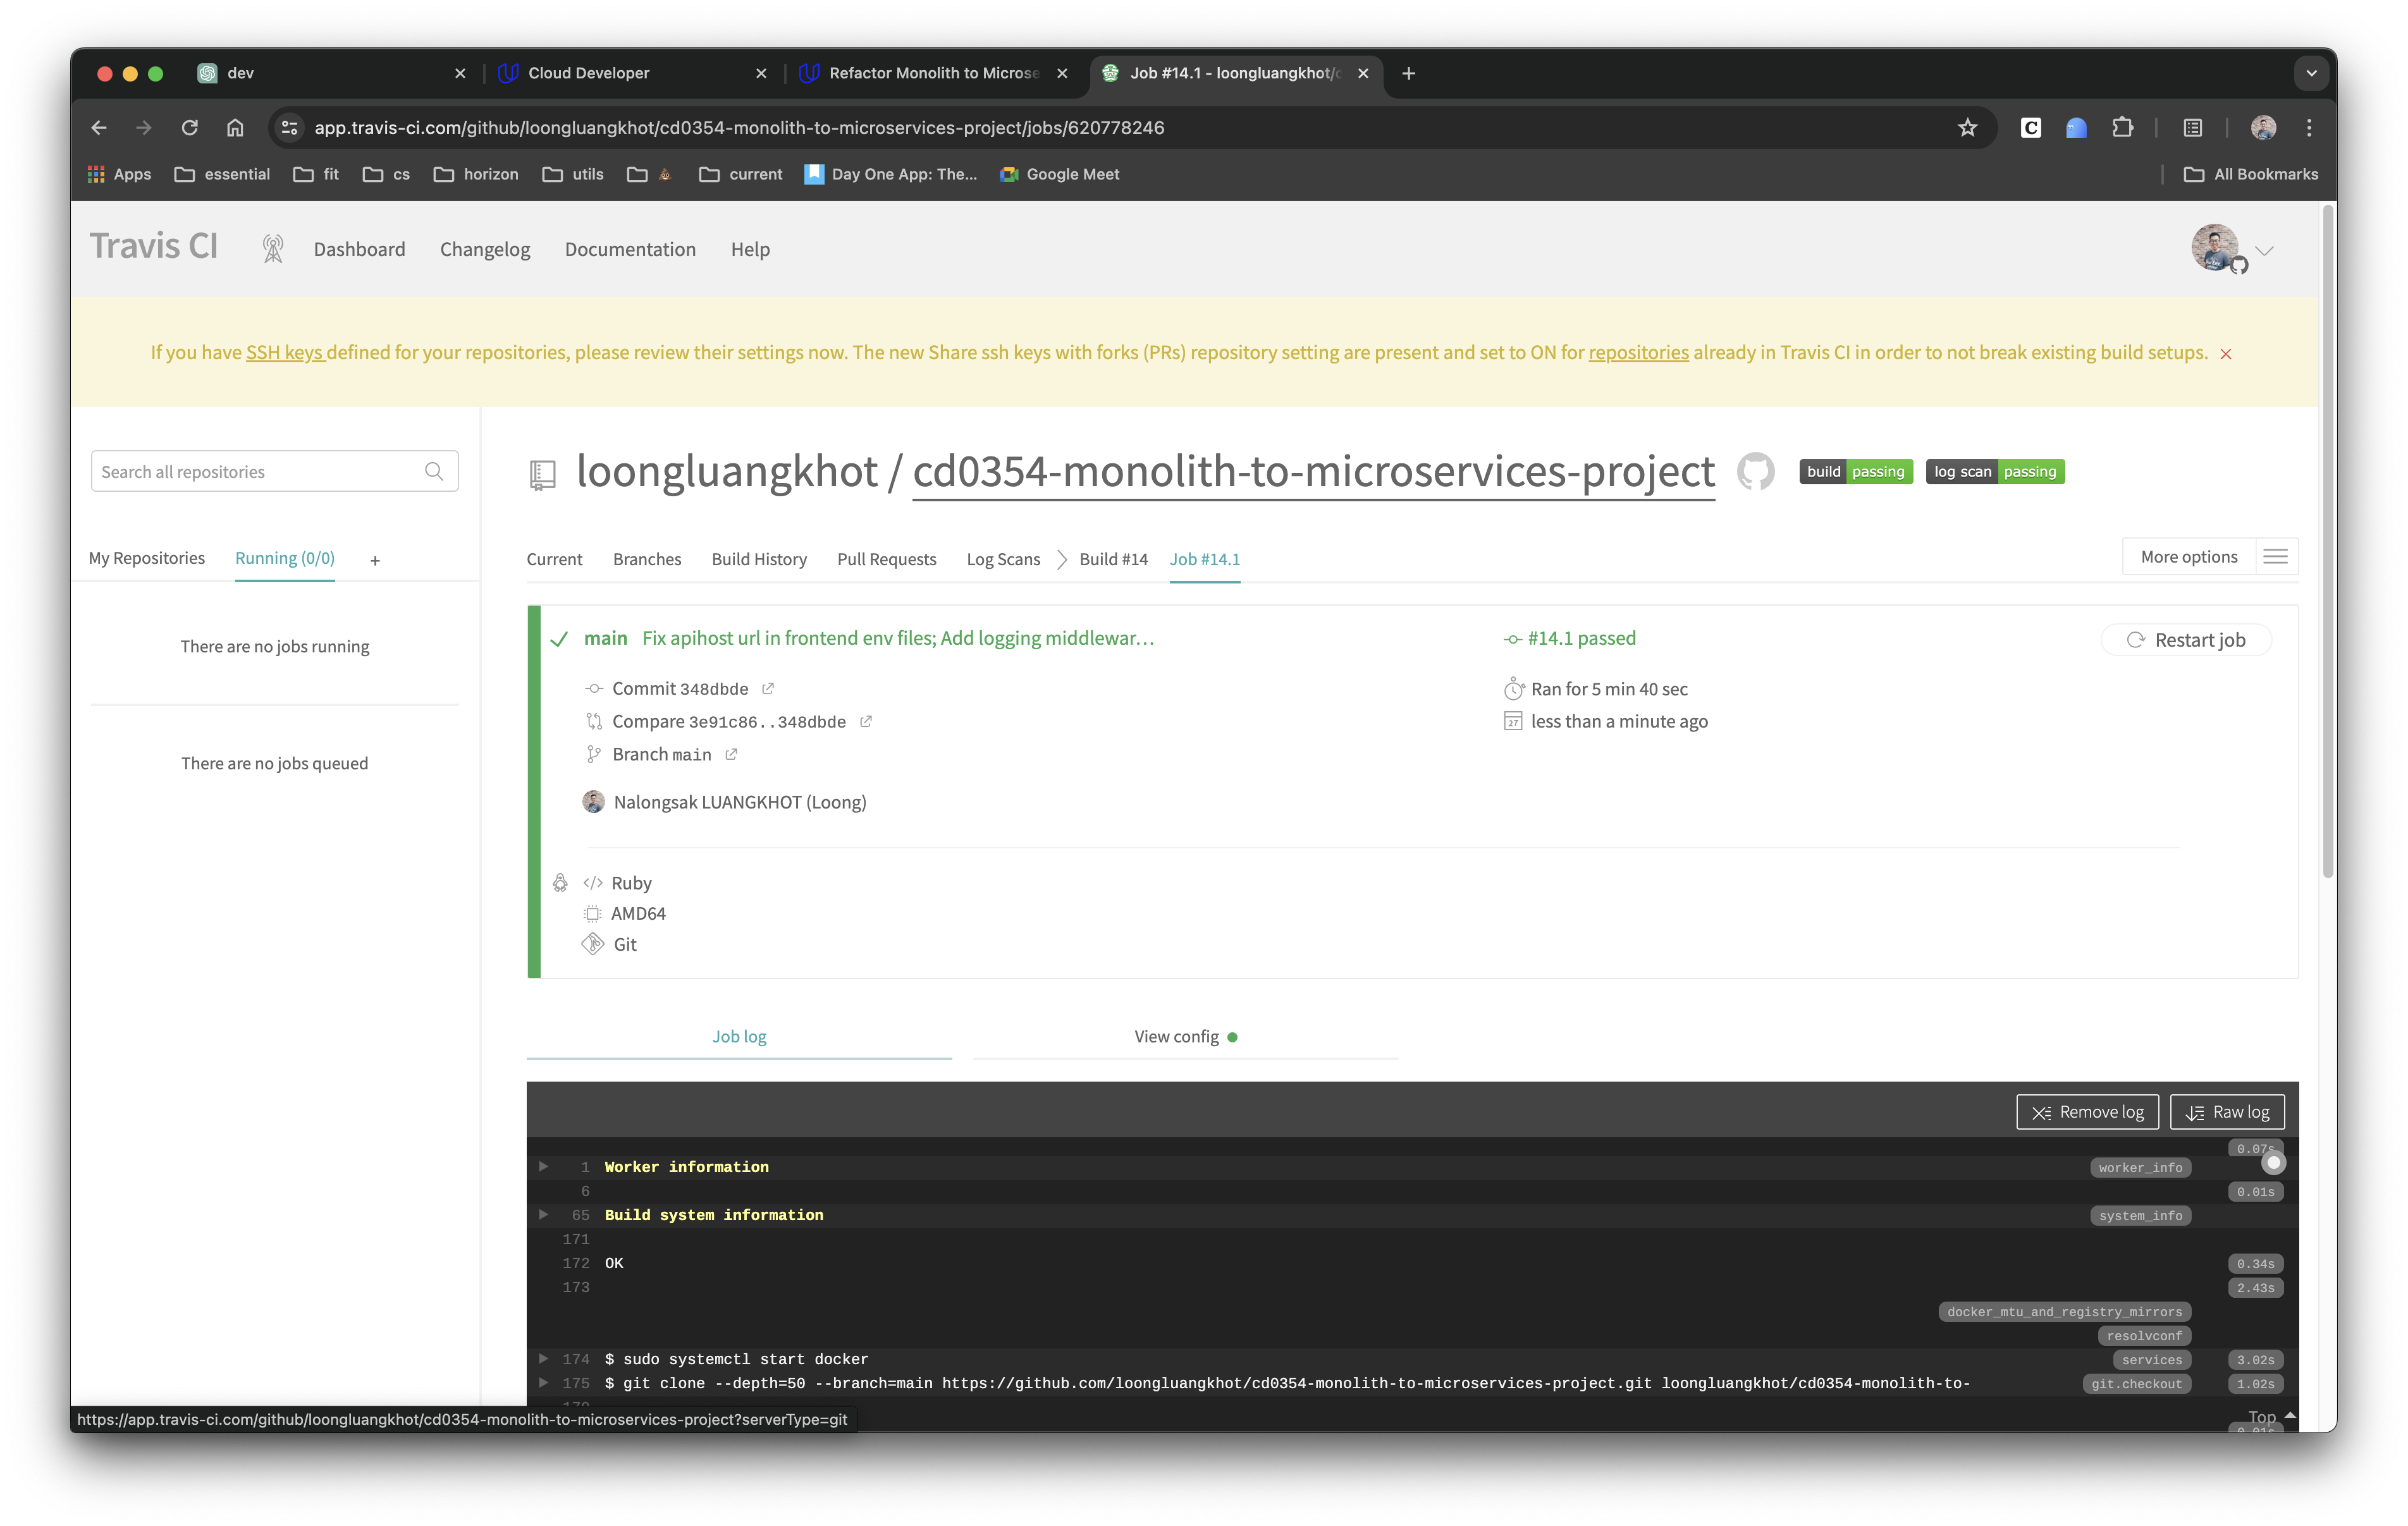 dev
Cloud Developer
Refactor Monolith to Microse
Job #14.1 - loongluangkhot/c
app.travis-ci.com/github/loongluangkhot/cd0354-monolith-to-microservices-project/jobs/620778246
Apps essential fit cs horizon utils current Day One App: The... Google Meet All Bookmarks
Travis CI Dashboard Changelog Documentation Help
If you have SSH keys defined for your repositories, please review their settings now. The new Share ssh keys with forks (PRs) repository setting are present and set to ON for repositories already in Travis CI in order to not break existing build setups.
Search all repositories
My Repositories Running (0/0) +
There are no jobs running
There are no jobs queued
loongluangkhot / cd0354-monolith-to-microservices-project build passing log scan passing
Current Branches Build History Pull Requests Log Scans Build #14 Job #14.1 More options
main Fix apihost url in frontend env files; Add logging middlewar… #14.1 passed Restart job
Commit 348dbde Ran for 5 min 40 sec
Compare 3e91c86..348dbde less than a minute ago
Branch main
Nalongsak LUANGKHOT (Loong)
Ruby
AMD64
Git
Job log View config
Remove log Raw log
0.07s
1 Worker information worker_info
6 0.01s
65 Build system information system_info
171
172 OK 0.34s
173 2.43s
docker_mtu_and_registry_mirrors
resolvconf
174 $ sudo systemctl start docker services 3.02s
175 $ git clone --depth=50 --branch=main https://github.com/loongluangkhot/cd0354-monolith-to-microservices-project.git loongluangkhot/cd0354-monolith-to- git.checkout 1.02s
Top
https://app.travis-ci.com/github/loongluangkhot/cd0354-monolith-to-microservices-project?serverType=git